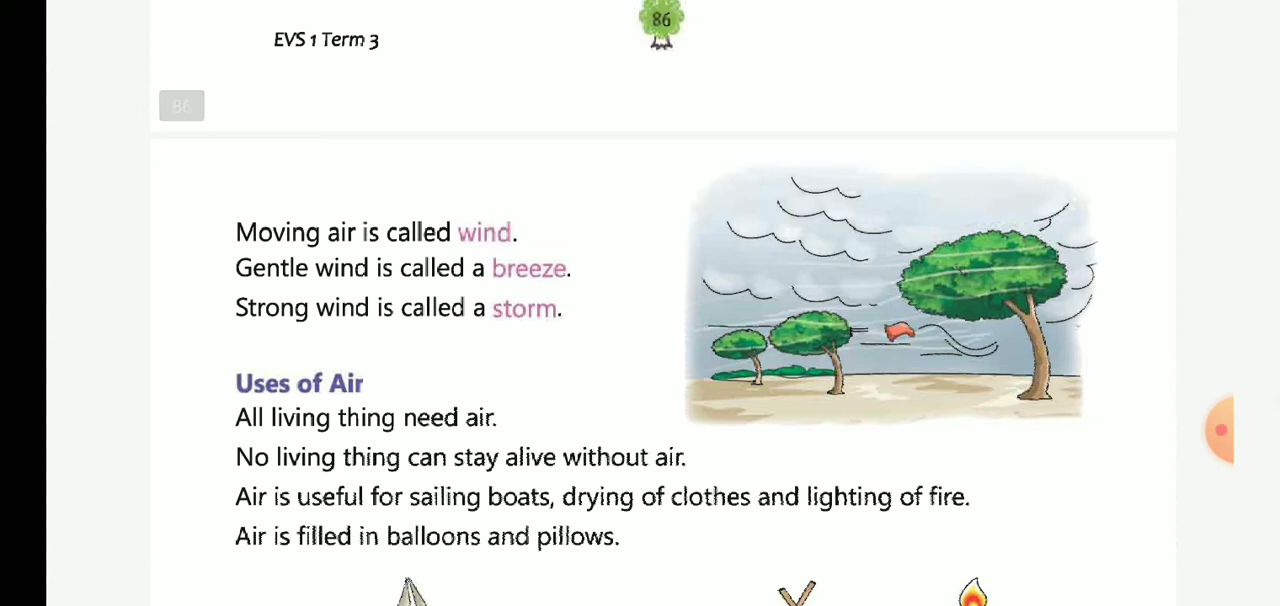 86
EVS 1 Term 3
86
Moving air is called wind.
Gentle wind is called a breeze.
Strong wind is called a storm.
Uses of Air
All living thing need air.
No living thing can stay alive without air.
Air is useful for sailing boats, drying of clothes and lighting of fire.
Air is filled in balloons and pillows.